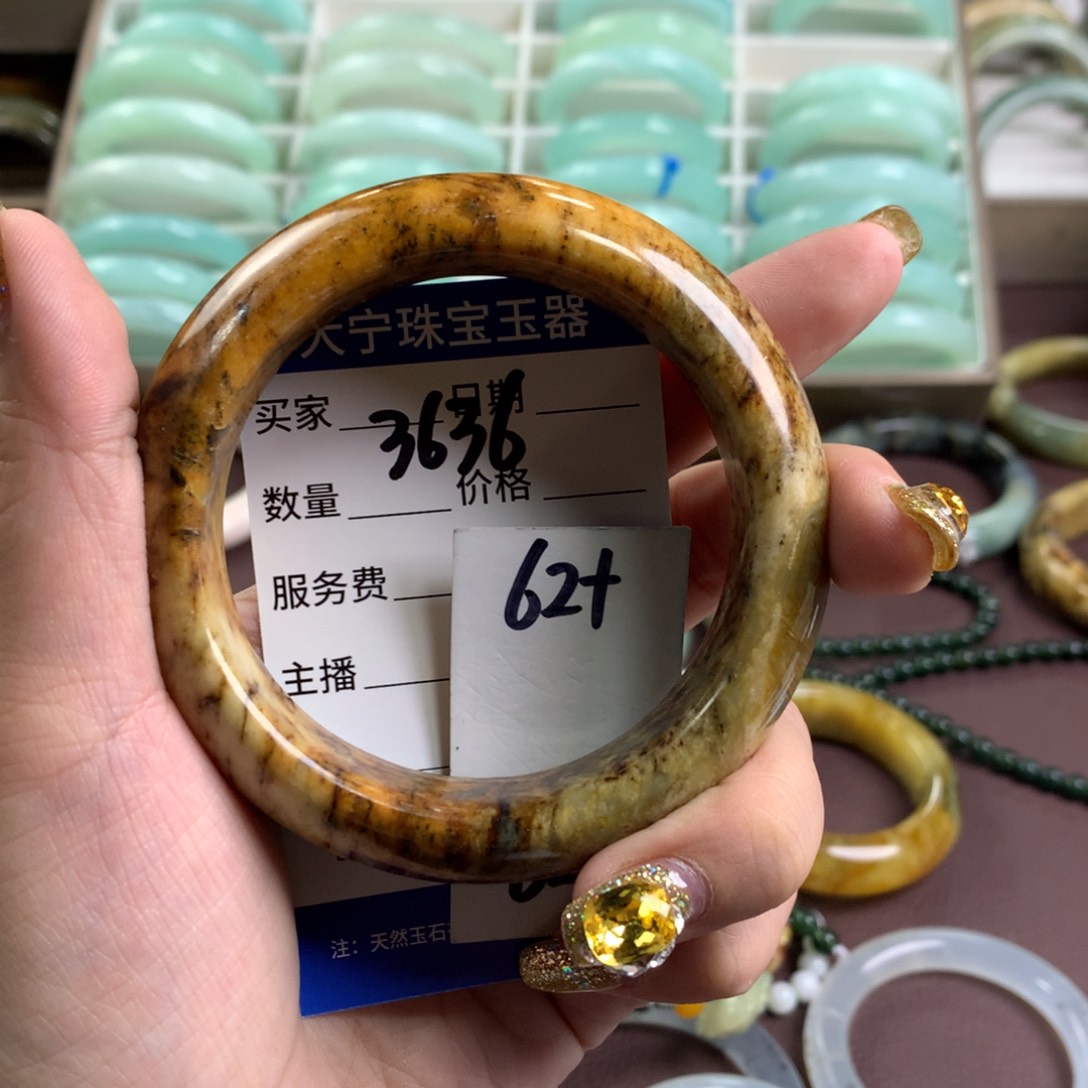 大宁珠宝玉器
买家 日期
3636
数量 价格
服务费
62+
主播
注：天然玉石